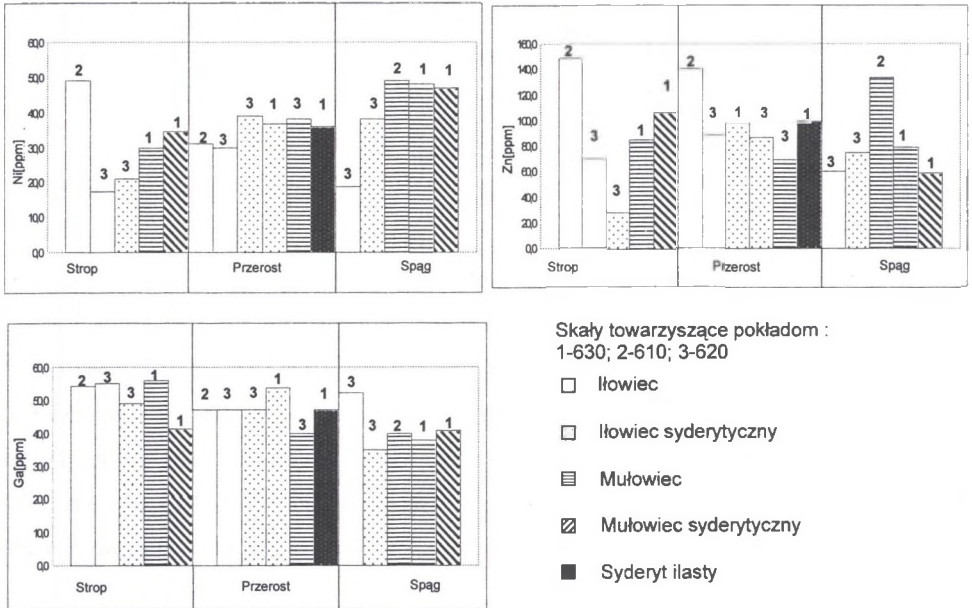 60,0
50,0
40,0
30,0
20,0
10,0
0,0
Ni[ppm]
2 3 3 1 1 2 3 3 1 3 1 3 3 2 1 1
Strop Przerost Spąg
160,0
140,0
120,0
100,0
80,0
60,0
40,0
20,0
0,0
Zn[ppm]
2 3 3 1 1 2 3 1 3 3 1 3 3 2 1 1
Strop Przerost Spąg
60,0
50,0
40,0
30,0
20,0
10,0
0,0
Ga[ppm]
2 3 3 1 1 2 3 3 1 3 1 3 3 2 1 1
Strop Przerost Spąg
Skały towarzyszące pokładom :
1-630; 2-610; 3-620
Iłowiec
Iłowiec syderytyczny
Mułowiec
Mułowiec syderytyczny
Syderyt ilasty